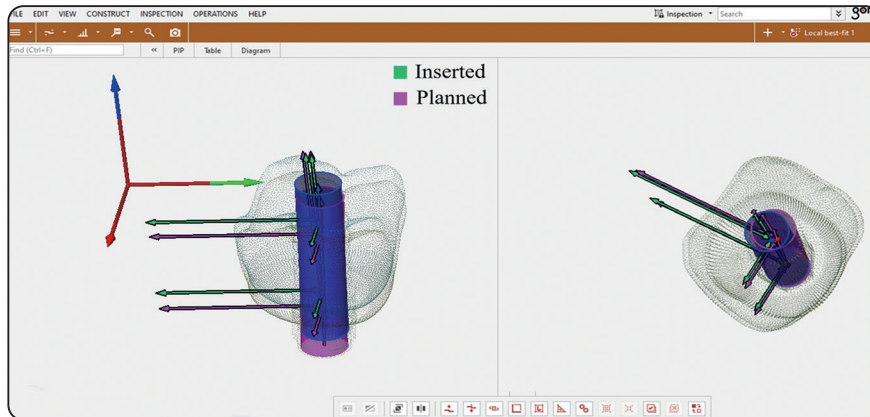 FILE EDIT VIEW CONSTRUCT INSPECTION OPERATIONS HELP
Inspection Search
Local best-fit 1
Find (Ctrl+F) « PIP Table Diagram
Inserted
Planned